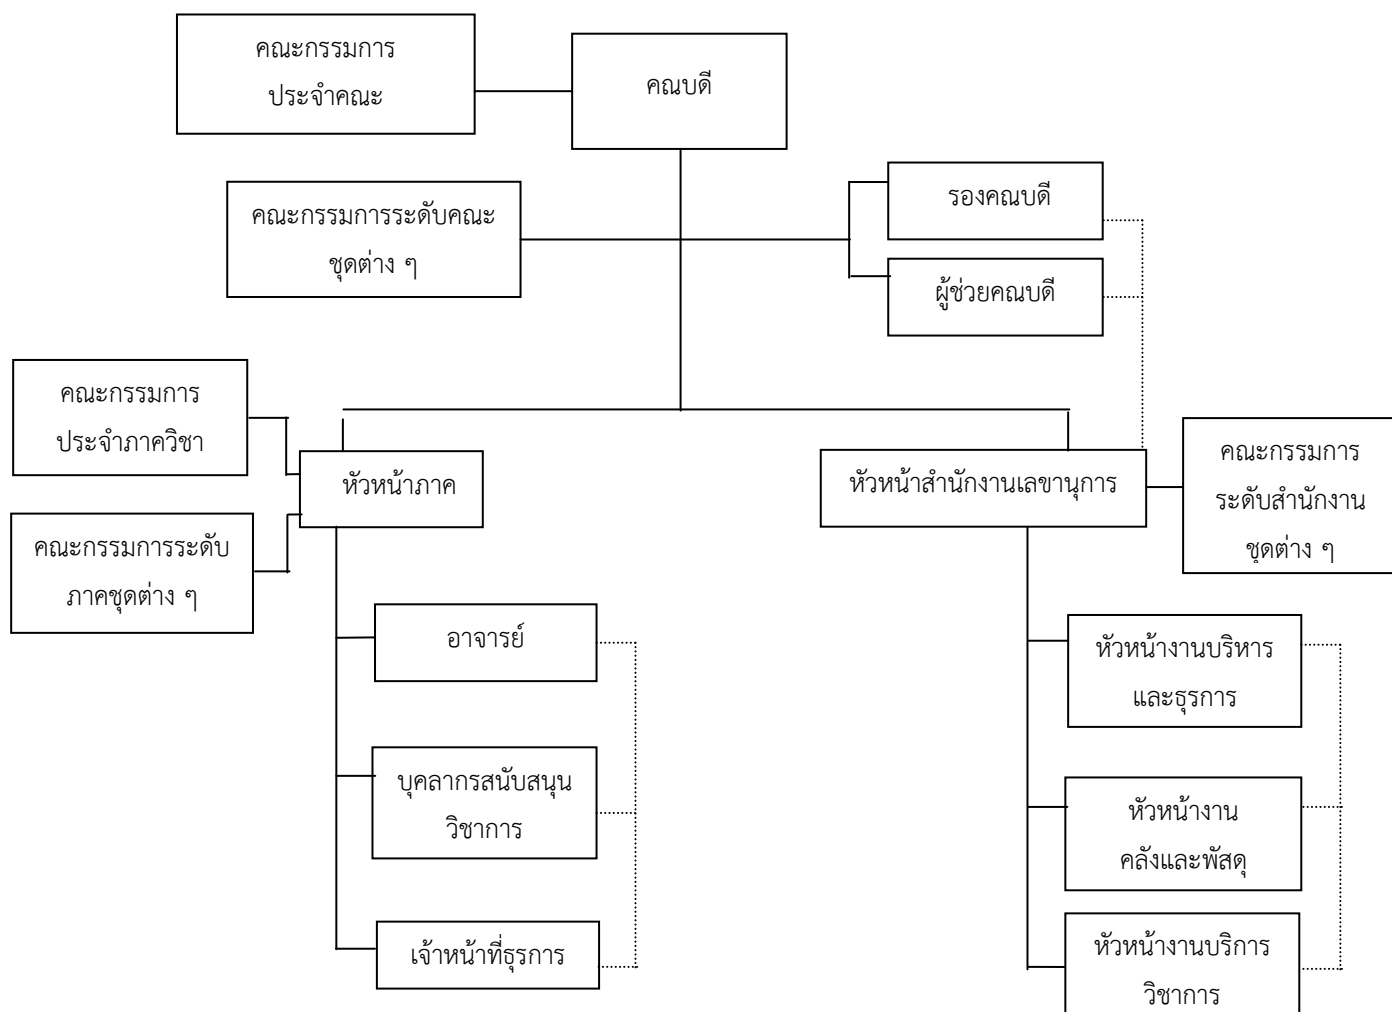 คณะกรรมการ
ประจำคณะ
คณบดี
รองคณบดี
คณะกรรมการระดับคณะ
ชุดต่าง ๆ
ผู้ช่วยคณบดี
คณะกรรมการ
ประจำภาควิชา
หัวหน้าภาค
หัวหน้าสำนักงานเลขานุการ
คณะกรรมการ
ระดับสำนักงาน
ชุดต่าง ๆ
คณะกรรมการระดับ
ภาคชุดต่าง ๆ
อาจารย์
บุคลากรสนับสนุน
วิชาการ
เจ้าหน้าที่ธุรการ
หัวหน้างานบริหาร
และธุรการ
หัวหน้างาน
คลังและพัสดุ
หัวหน้างานบริการ
วิชาการ